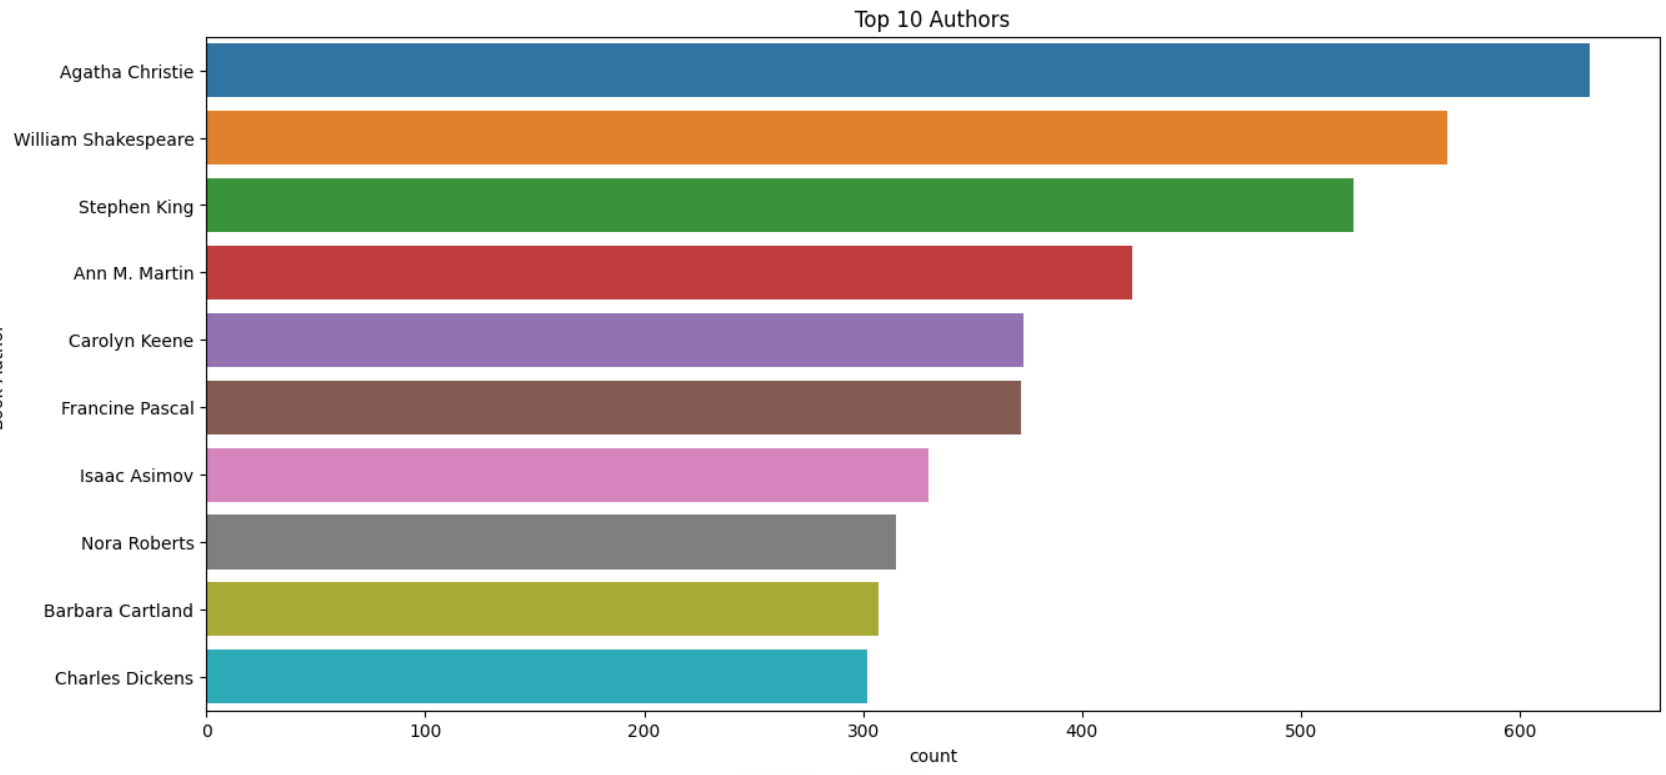 Top 10 Authors
Agatha Christie
William Shakespeare
Stephen King
Ann M. Martin
Carolyn Keene
Francine Pascal
Isaac Asimov
Nora Roberts
Barbara Cartland
Charles Dickens
0 100 200 300 400 500 600
count